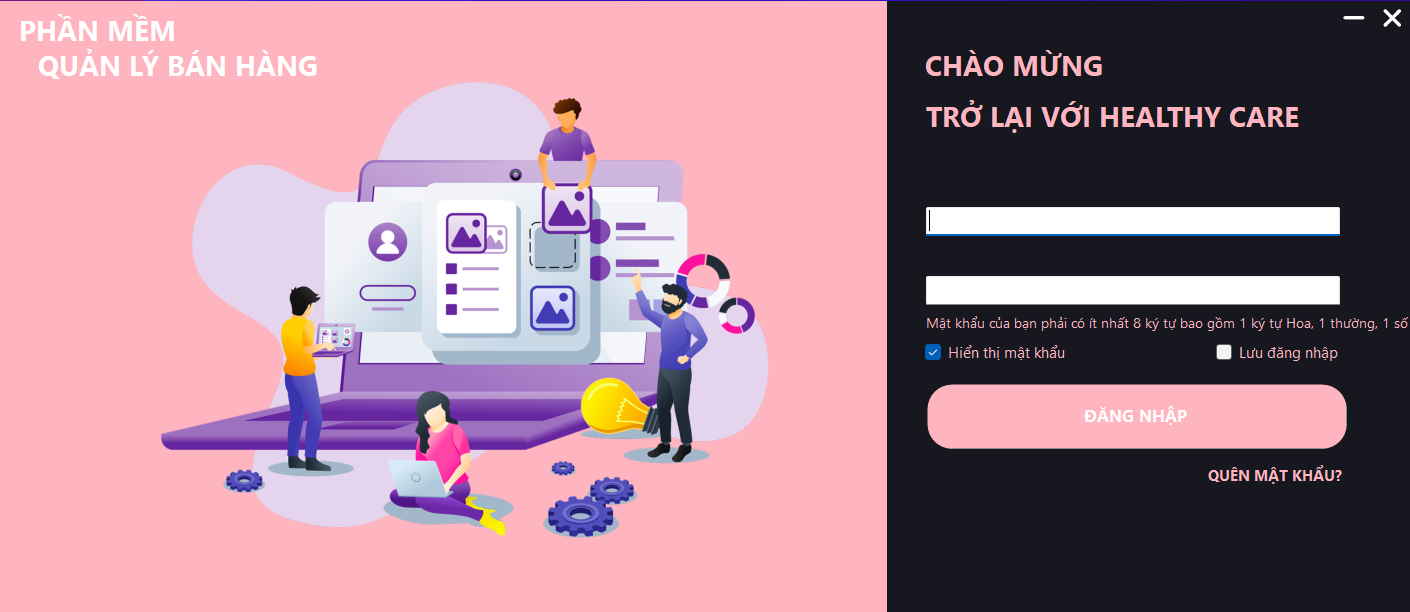 PHẦN MỀM
QUẢN LÝ BÁN HÀNG
CHÀO MỪNG
TRỞ LẠI VỚI HEALTHY CARE
Mật khẩu của bạn phải có ít nhất 8 ký tự bao gồm 1 ký tự Hoa, 1 thường, 1 số
Hiển thị mật khẩu
Lưu đăng nhập
ĐĂNG NHẬP
QUÊN MẬT KHẨU?